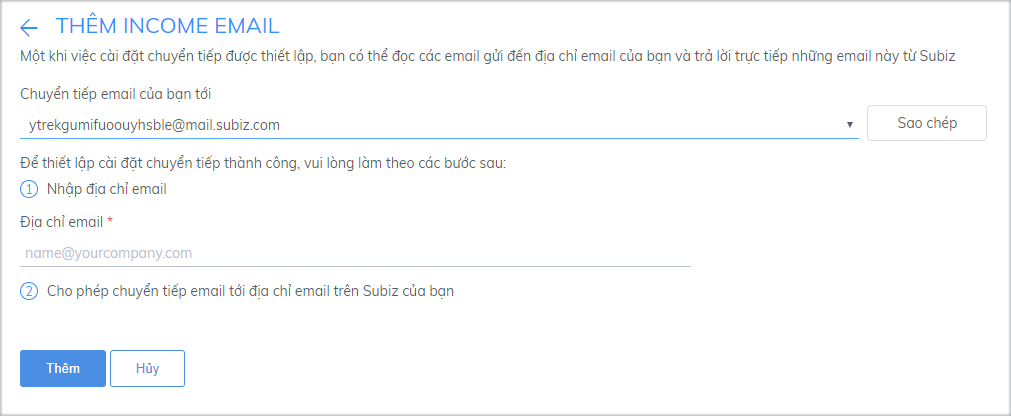 THÊM INCOME EMAIL
Một khi việc cài đặt chuyển tiếp được thiết lập, bạn có thể đọc các email gửi đến địa chỉ email của bạn và trả lời trực tiếp những email này từ Subiz
Chuyển tiếp email của bạn tới
ytrekgumifuoouyhsble@mail.subiz.com
Sao chép
Để thiết lập cài đặt chuyển tiếp thành công, vui lòng làm theo các bước sau:
1 Nhập địa chỉ email
Địa chỉ email *
name@yourcompany.com
2 Cho phép chuyển tiếp email tới địa chỉ email trên Subiz của bạn
Thêm Hủy